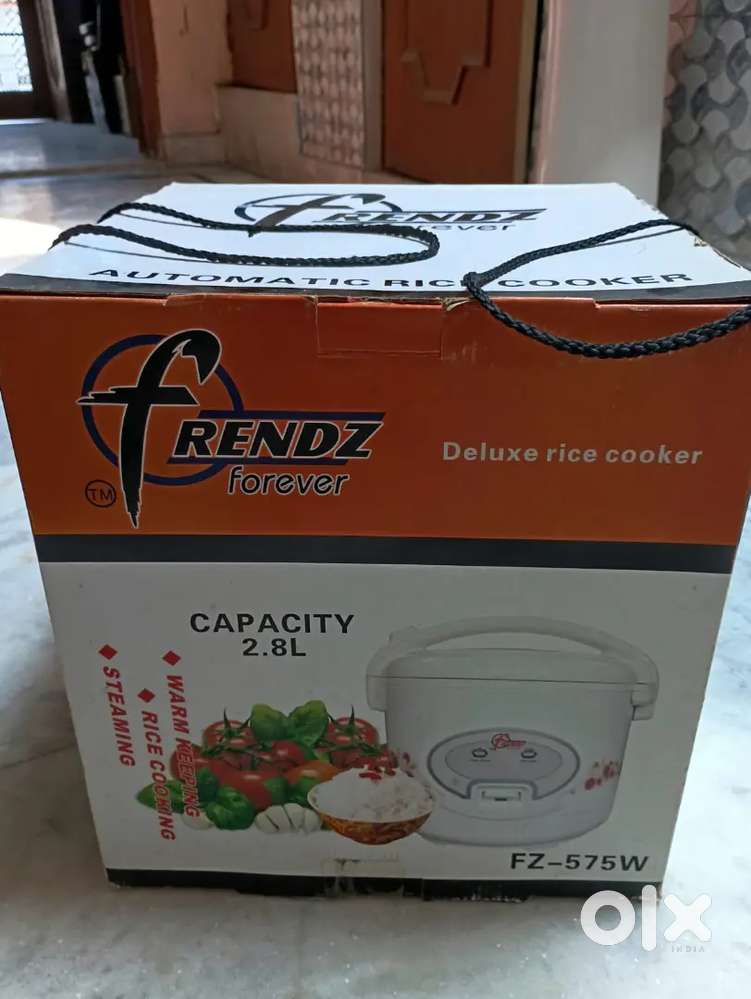 fRENDZ
forever
AUTOMATIC RICE COOKER
fRENDZ
forever
TM
Deluxe rice cooker
CAPACITY
2.8L
♦ WARM KEEPING
♦ RICE COOKING
♦ STEAMING
fRENDZ
FZ-575W
olx
INDIA